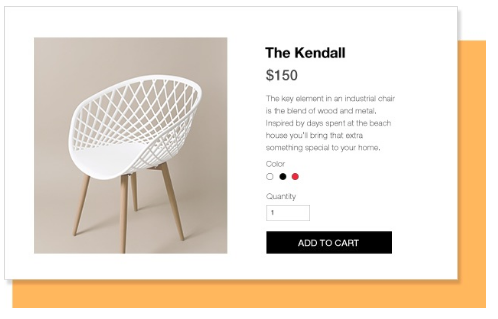 The Kendall
$150
The key element in an industrial chair
is the blend of wood and metal.
Inspired by days spent at the beach
house you'll bring that extra
something special to your home.
Color
Quantity
1
ADD TO CART